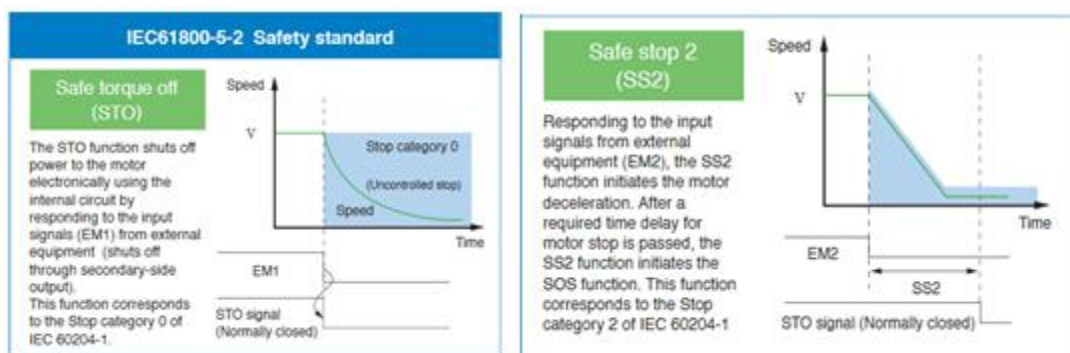 IEC61800-5-2 Safety standard
Safe torque off
(STO)
The STO function shuts off
power to the motor
electronically using the
internal circuit by
responding to the input
signals (EM1) from external
equipment (shuts off
through secondary-side
output).
This function corresponds
to the Stop category 0 of
IEC 60204-1.
Speed
V
Stop category 0
(Uncontrolled stop)
Speed
Time
EM1
STO signal
(Normally closed)
Safe stop 2
(SS2)
Responding to the input
signals from external
equipment (EM2), the SS2
function initiates the motor
deceleration. After a
required time delay for
motor stop is passed, the
SS2 function initiates the
SOS function. This function
corresponds to the Stop
category 2 of IEC 60204-1
Speed
V
Time
EM2
SS2
STO signal (Normally closed)